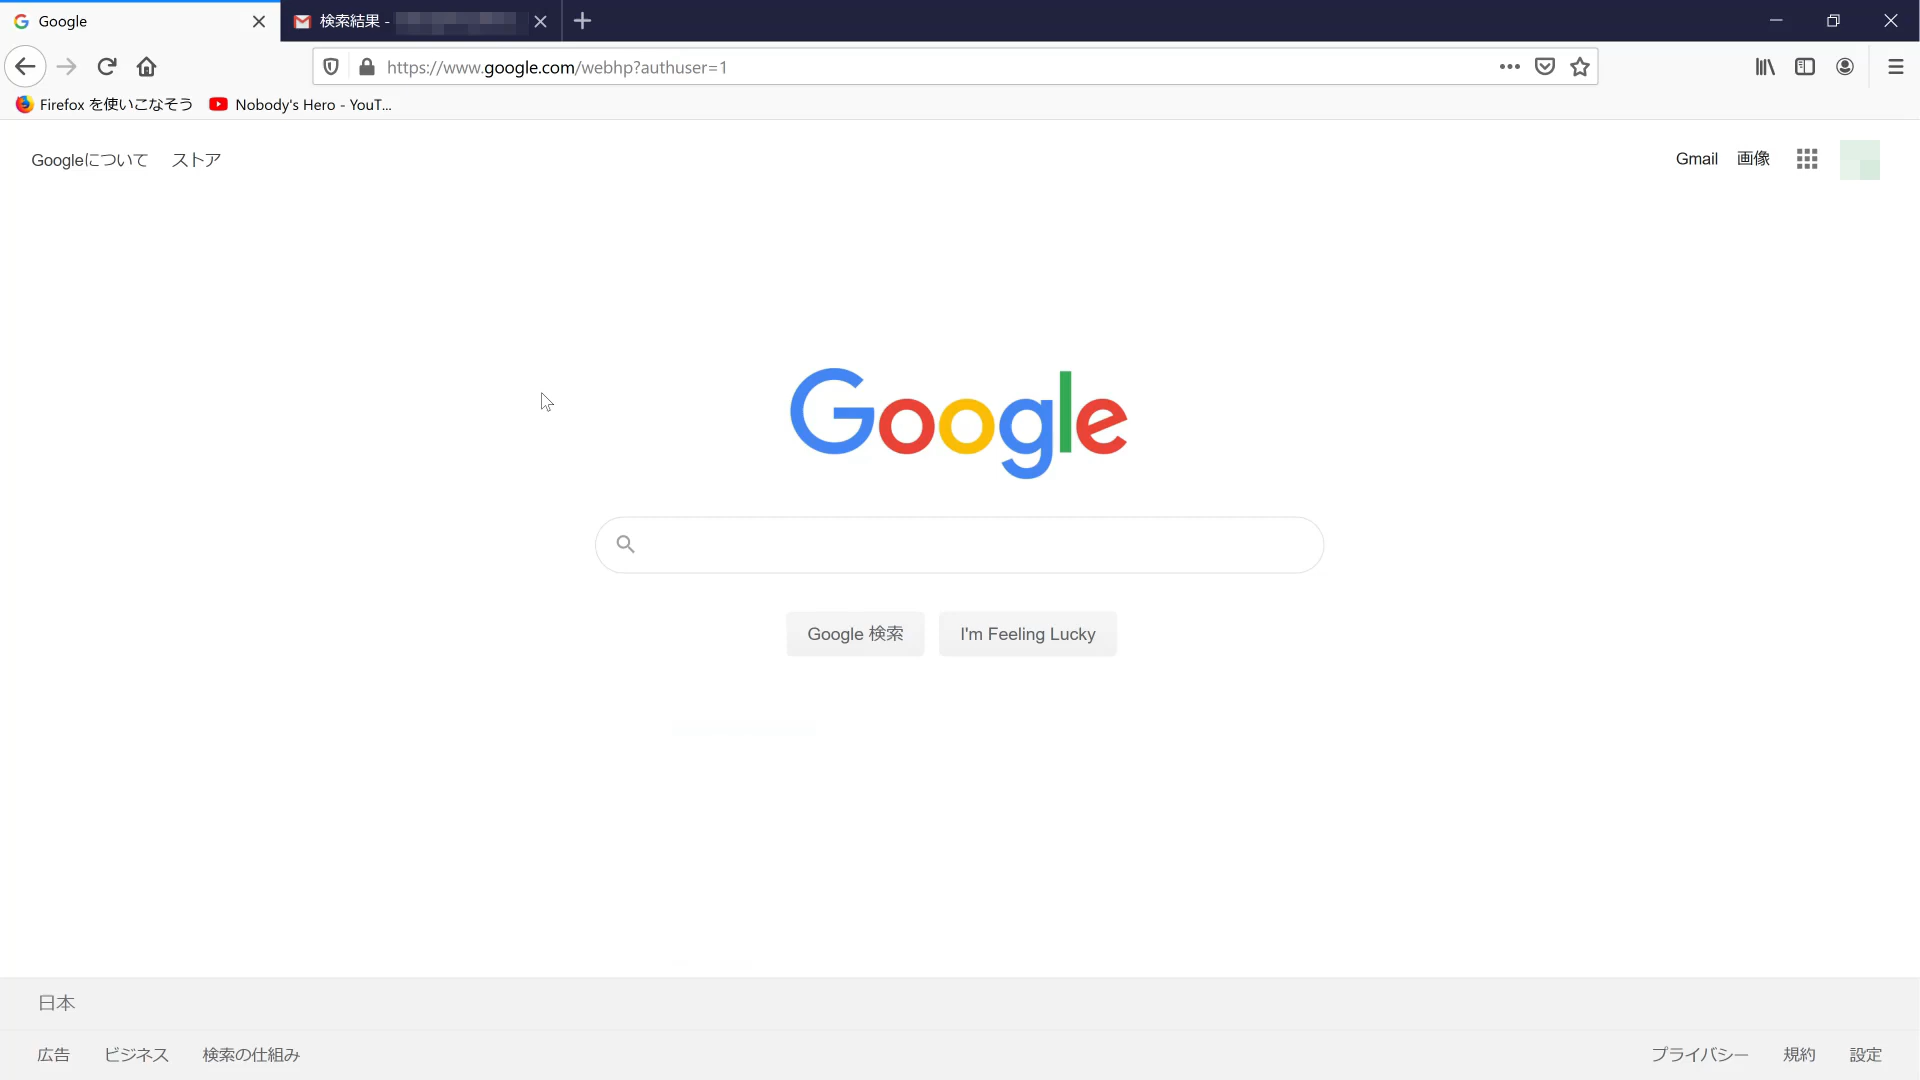 Google
検索結果 -
https://www.google.com/webhp?authuser=1
Firefox を使いこなそう
Nobody's Hero - YouT...
Googleについて
ストア
Gmail
画像
Google
Google 検索
I'm Feeling Lucky
日本
広告
ビジネス
検索の仕組み
プライバシー
規約
設定